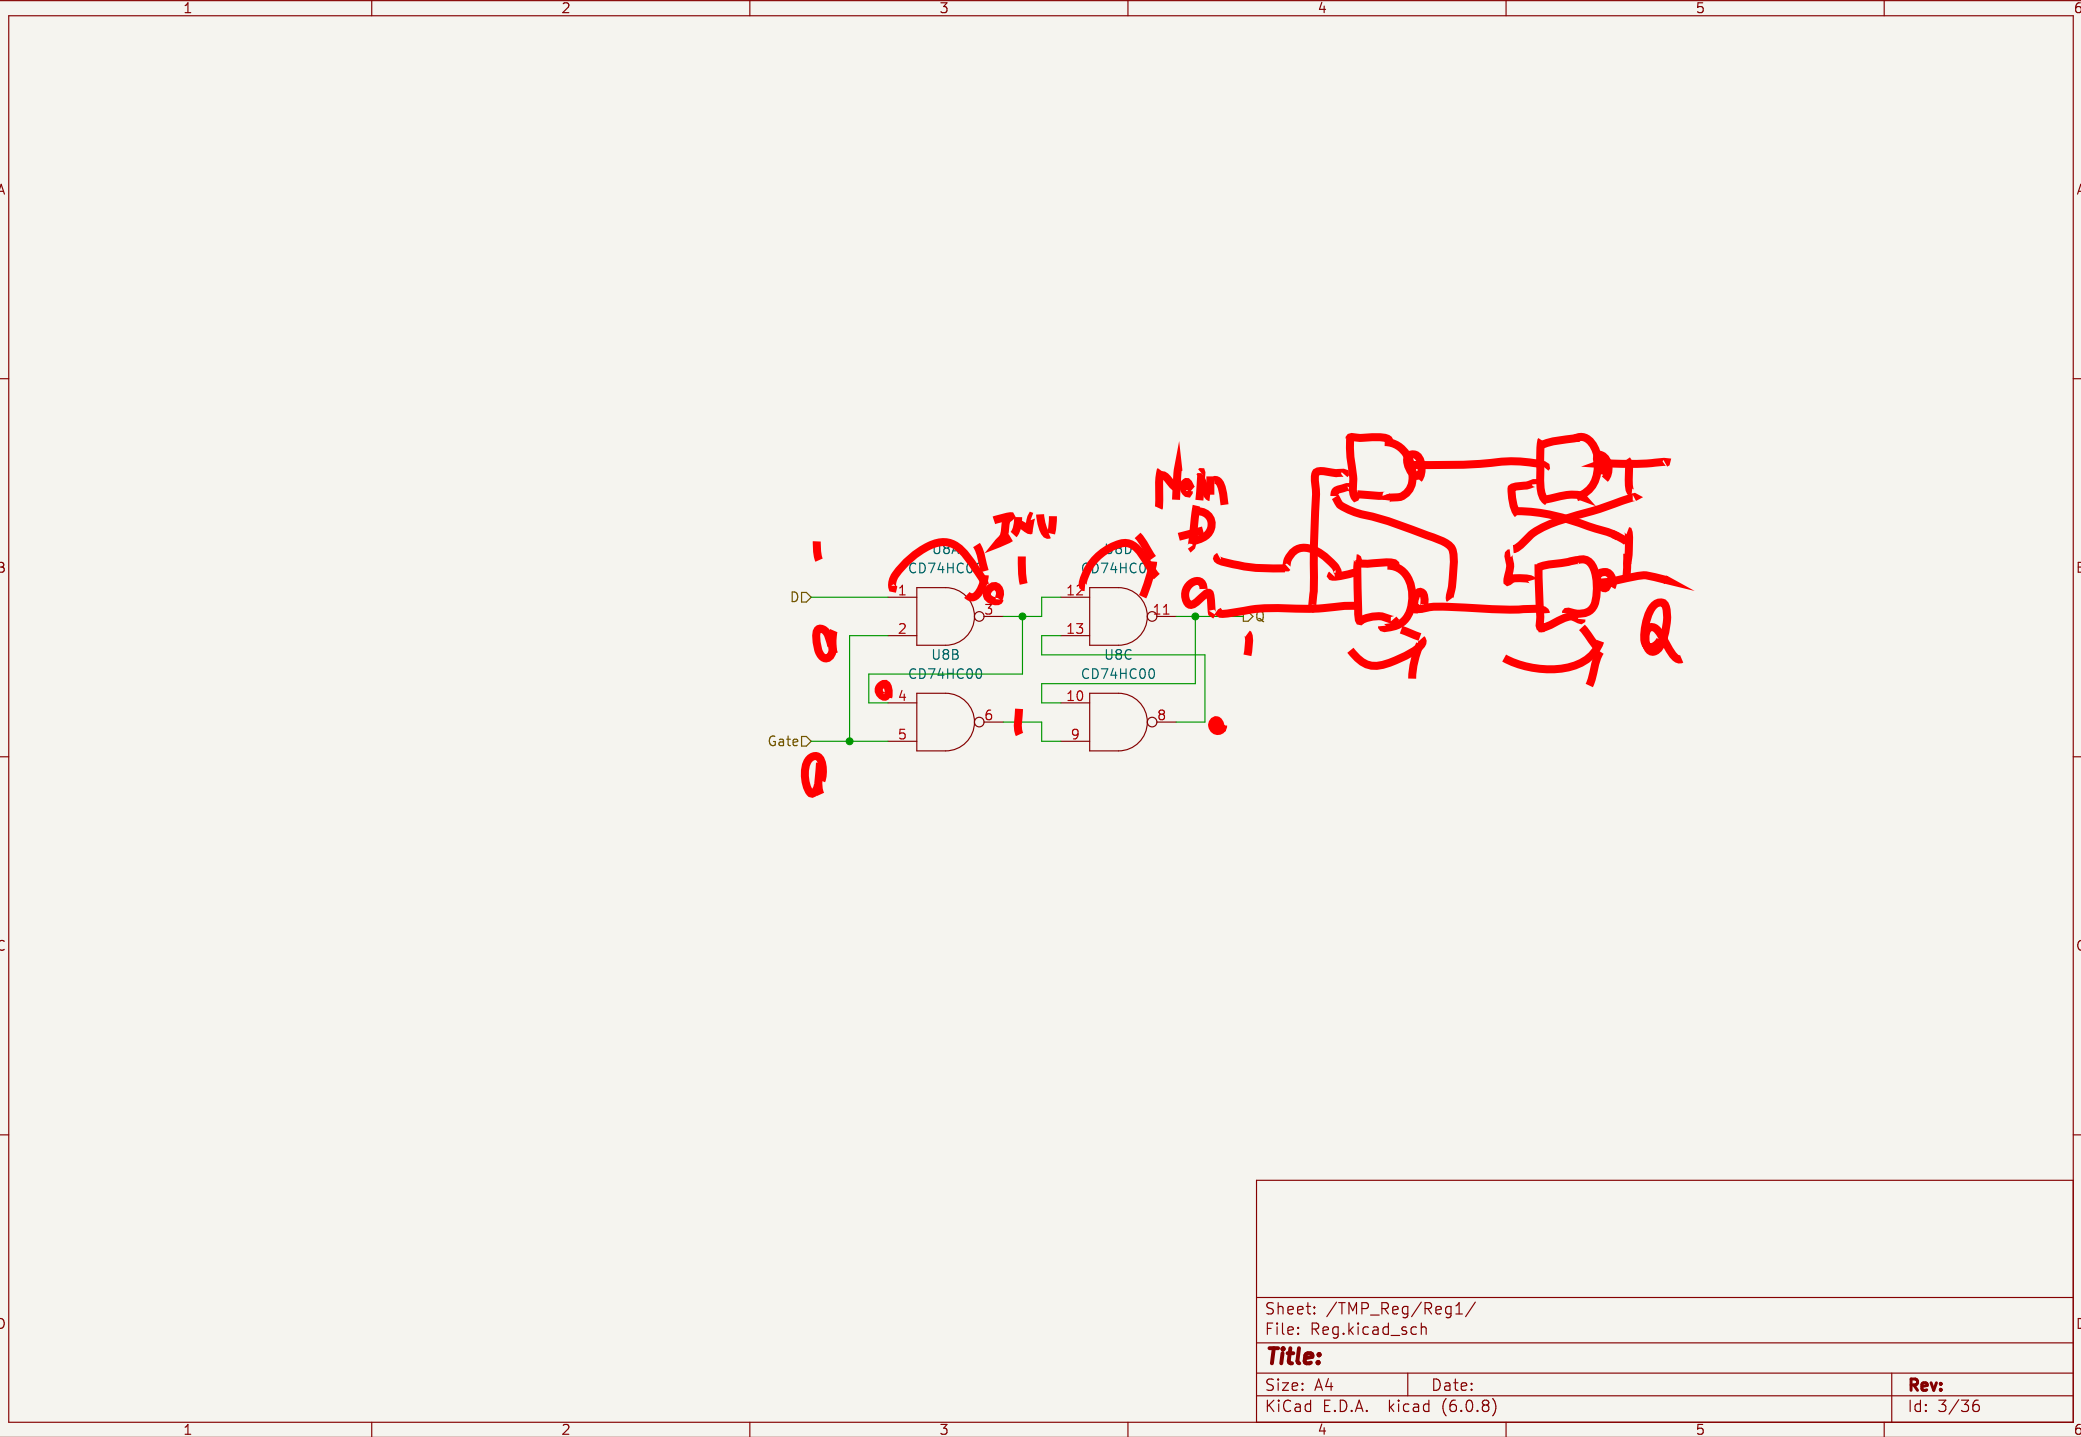 1 2 3 4 5 6
A A
B B
C C
D D
Mein
D
INV
1 1
U8A U8D
CD74HC00 CD74HC00
D 1 0 3 12 11 Q
G
2 13
0 1
U8B U8C
CD74HC00 CD74HC00
0 4 6 1 10 8 0
Gate 5 9
0
Q
Sheet: /TMP_Reg/Reg1/
File: Reg.kicad_sch
Title:
Size: A4 Date: Rev:
KiCad E.D.A. kicad (6.0.8) Id: 3/36
1 2 3 4 5 6